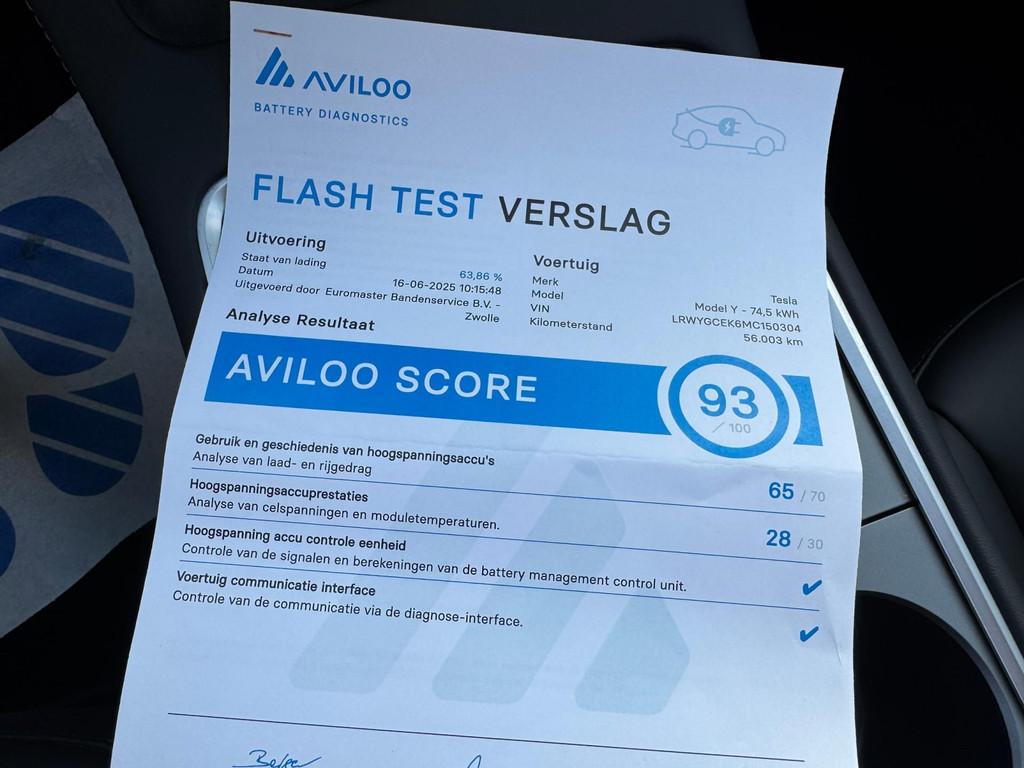 AVILOO
BATTERY DIAGNOSTICS
FLASH TEST VERSLAG
Uitvoering
Staat van lading 63,86 %
Datum 16-06-2025 10:15:48
Uitgevoerd door Euromaster Bandenservice B.V. -
Zwolle
Voertuig
Merk Tesla
Model Model Y - 74,5 kWh
VIN LRWYGCEK6MC150304
Kilometerstand 56.003 km
Analyse Resultaat
AVILOO SCORE 93
/ 100
Gebruik en geschiedenis van hoogspanningsaccu's
Analyse van laad- en rijgedrag 65 / 70
Hoogspanningsaccuprestaties
Analyse van celspanningen en moduletemperaturen. 28 / 30
Hoogspanning accu controle eenheid
Controle van de signalen en berekeningen van de battery management control unit. ✔
Voertuig communicatie interface
Controle van de communicatie via de diagnose-interface. ✔